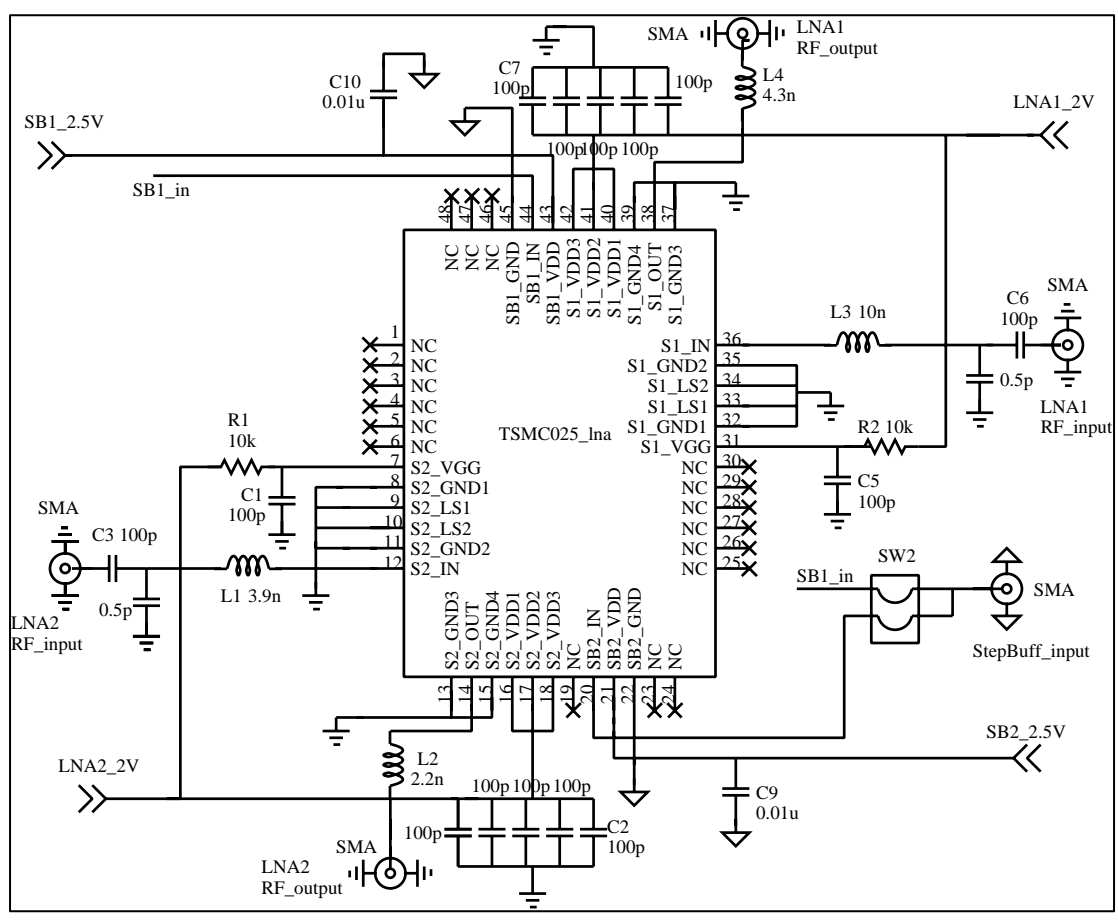 SMA
LNA1
RF_output
C7
100p
100p
L4
4.3n
C10
0.01u
LNA1_2V
SB1_2.5V
100p
100p
100p
SB1_in
48
47
46
45
44
43
42
41
40
39
38
37
NC
NC
NC
SB1_GND
SB1_IN
SB1_VDD
S1_VDD3
S1_VDD2
S1_VDD1
S1_GND4
S1_OUT
S1_GND3
1
NC
2
NC
3
NC
4
NC
5
NC
6
NC
7
S2_VGG
8
S2_GND1
9
S2_LS1
10
S2_LS2
11
S2_GND2
12
S2_IN
TSMC025_lna
S1_IN
36
S1_GND2
35
S1_LS2
34
S1_LS1
33
S1_GND1
32
S1_VGG
31
NC
30
NC
29
NC
28
NC
27
NC
26
NC
25
L3 10n
C6
100p
SMA
0.5p
LNA1
RF_input
R2 10k
C5
100p
R1
10k
C1
100p
SMA
C3 100p
L1 3.9n
0.5p
LNA2
RF_input
SB1_in
SW2
SMA
StepBuff_input
S2_GND3
S2_OUT
S2_GND4
S2_VDD1
S2_VDD2
S2_VDD3
NC
SB2_IN
SB2_VDD
SB2_GND
NC
NC
13
14
15
16
17
18
19
20
21
22
23
24
SB2_2.5V
LNA2_2V
L2
2.2n
100p
100p
100p
C9
0.01u
100p
C2
100p
LNA2
RF_output
SMA